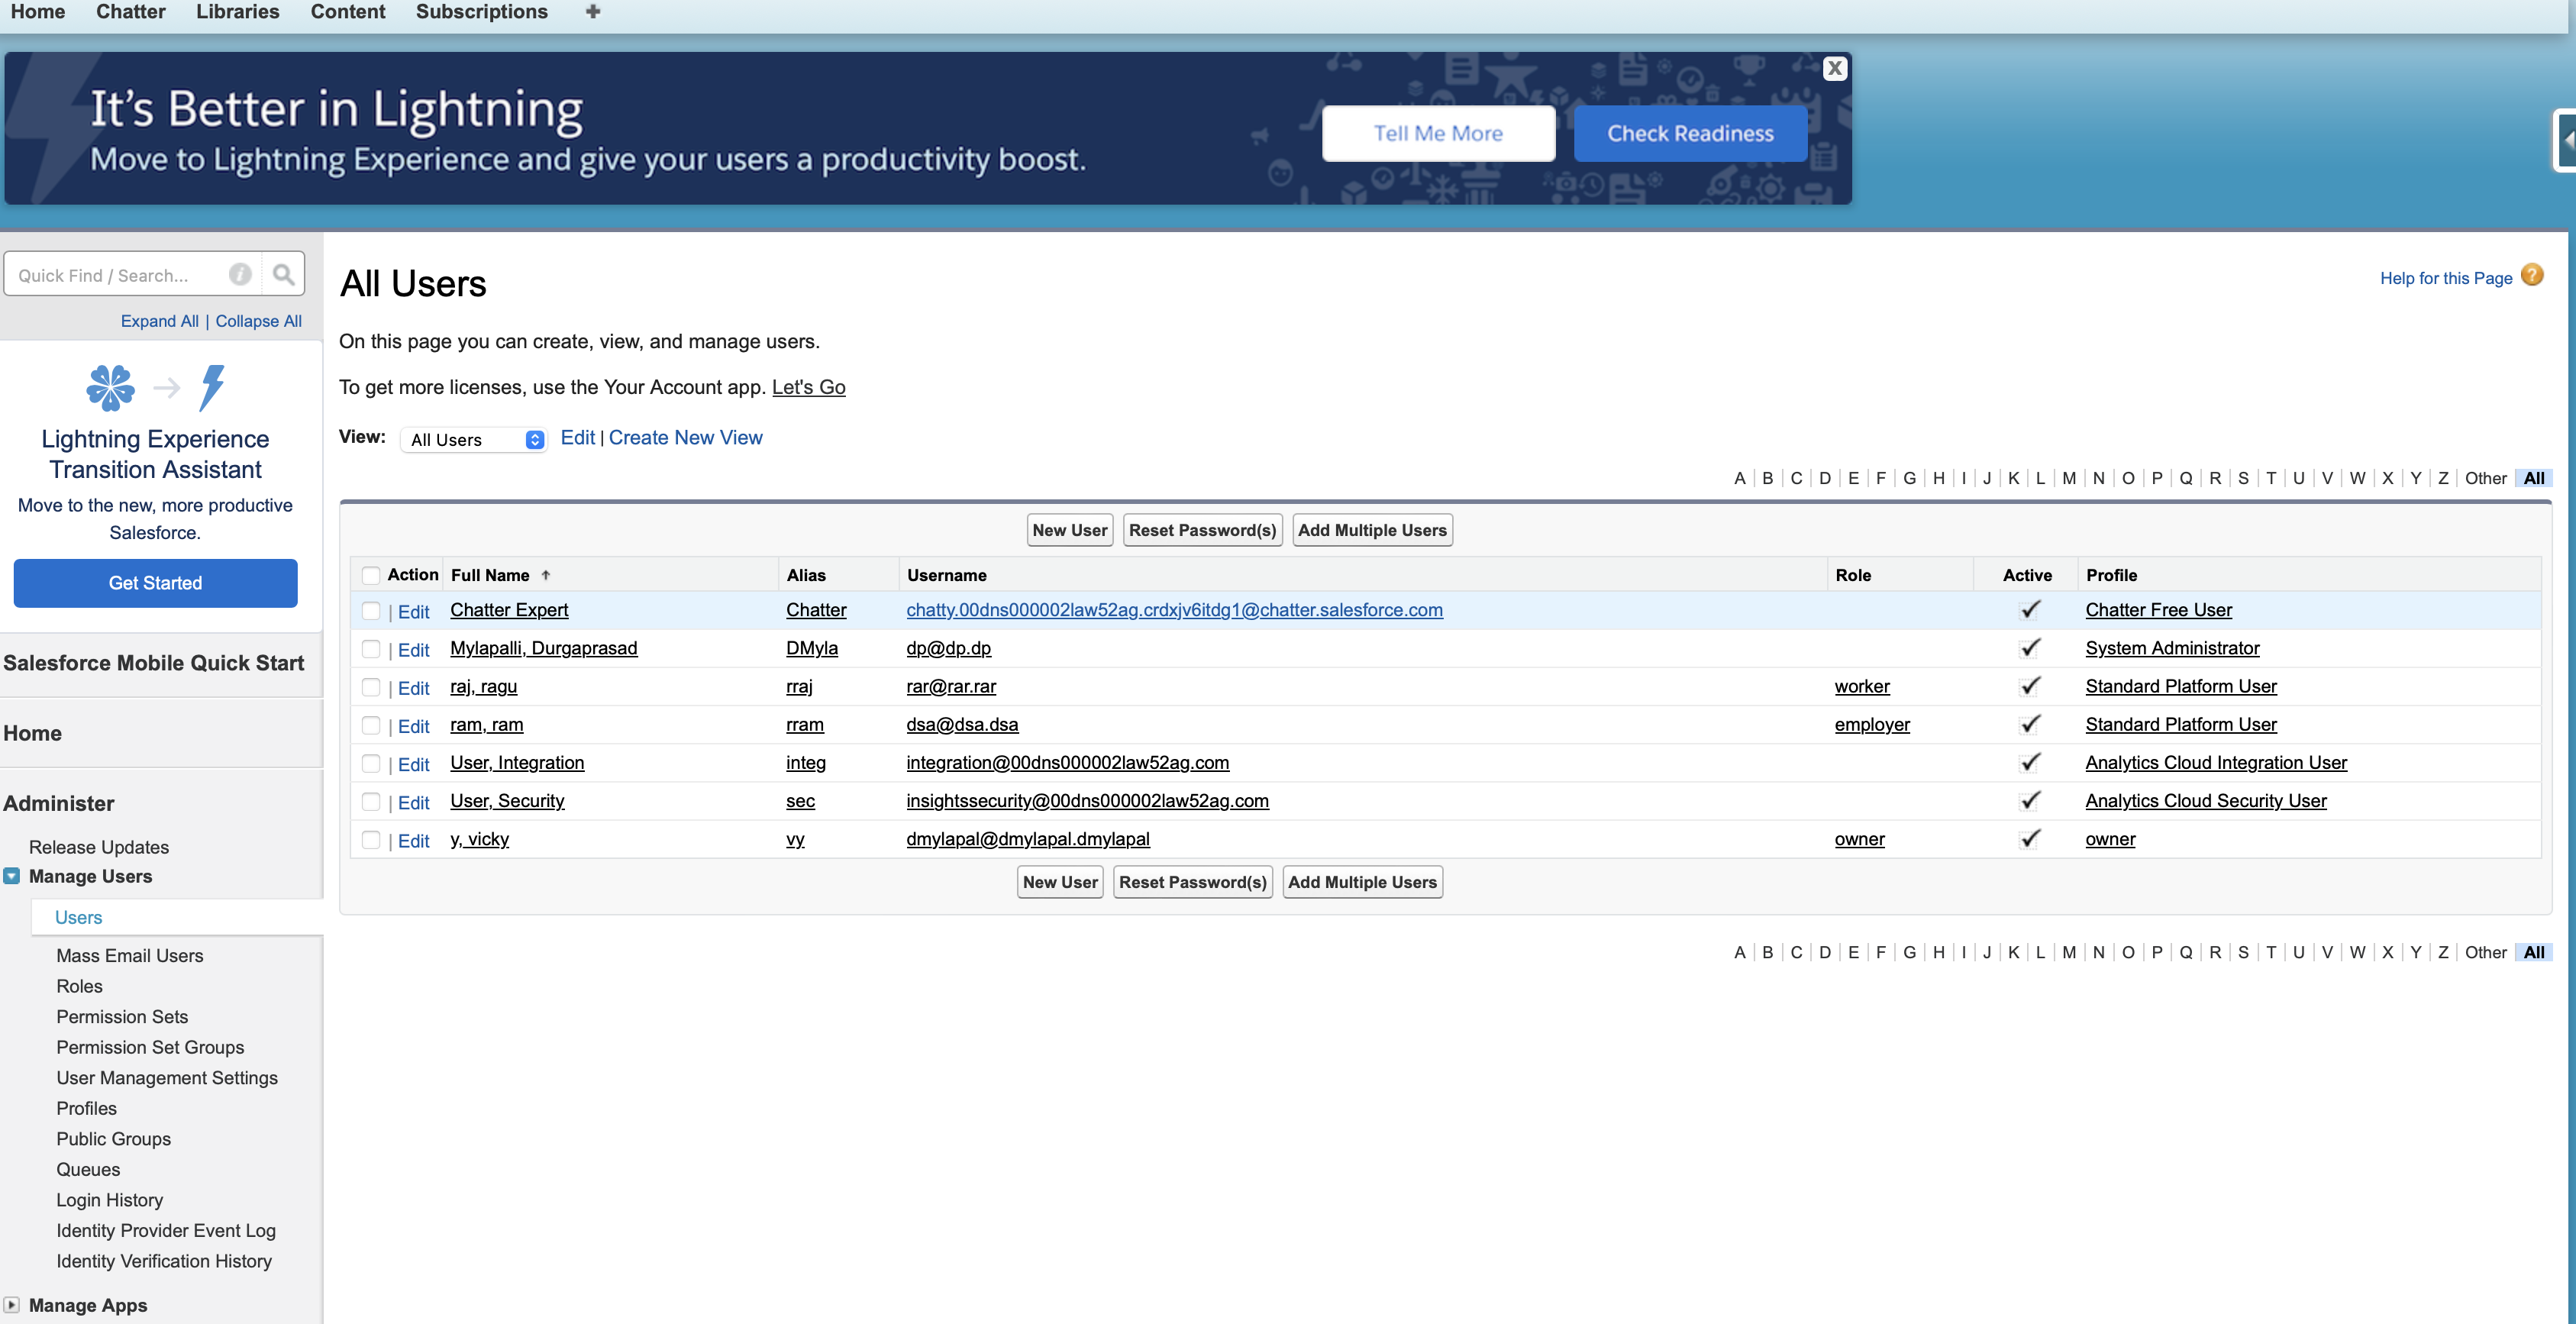 Home Chatter Libraries Content Subscriptions +
It's Better in Lightning
Move to Lightning Experience and give your users a productivity boost.
Tell Me More
Check Readiness
X
Quick Find / Search...
Expand All | Collapse All
Lightning Experience
Transition Assistant
Move to the new, more productive
Salesforce.
Get Started
Salesforce Mobile Quick Start
Home
Administer
Release Updates
Manage Users
Users
Mass Email Users
Roles
Permission Sets
Permission Set Groups
User Management Settings
Profiles
Public Groups
Queues
Login History
Identity Provider Event Log
Identity Verification History
Manage Apps
All Users
Help for this Page ?
On this page you can create, view, and manage users.
To get more licenses, use the Your Account app. Let's Go
View: All Users Edit | Create New View
A | B | C | D | E | F | G | H | I | J | K | L | M | N | O | P | Q | R | S | T | U | V | W | X | Y | Z | Other | All
New User Reset Password(s) Add Multiple Users
Action Full Name ↑ Alias Username Role Active Profile
| Edit Chatter Expert Chatter chatty.00dns000002law52ag.crdxjv6itdg1@chatter.salesforce.com ✓ Chatter Free User
| Edit Mylapalli, Durgaprasad DMyla dp@dp.dp ✓ System Administrator
| Edit raj, ragu rraj rar@rar.rar worker ✓ Standard Platform User
| Edit ram, ram rram dsa@dsa.dsa employer ✓ Standard Platform User
| Edit User, Integration integ integration@00dns000002law52ag.com ✓ Analytics Cloud Integration User
| Edit User, Security sec insightssecurity@00dns000002law52ag.com ✓ Analytics Cloud Security User
| Edit y, vicky vy dmylapal@dmylapal.dmylapal owner ✓ owner
New User Reset Password(s) Add Multiple Users
A | B | C | D | E | F | G | H | I | J | K | L | M | N | O | P | Q | R | S | T | U | V | W | X | Y | Z | Other | All